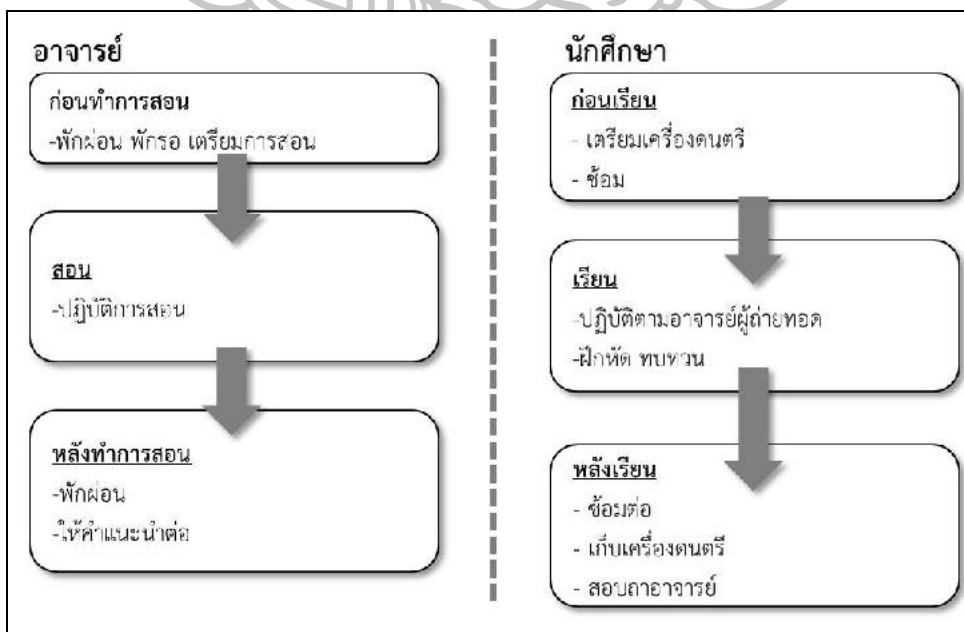 อาจารย์
ก่อนทำการสอน
-พักผ่อน พักรอ เตรียมการสอน
สอน
-ปฏิบัติการสอน
หลังทำการสอน
-พักผ่อน
-ให้คำแนะนำต่อ
นักศึกษา
ก่อนเรียน
- เตรียมเครื่องดนตรี
- ซ้อม
เรียน
-ปฏิบัติตามอาจารย์ผู้ถ่ายทอด
-ฝึกหัด ทบทวน
หลังเรียน
- ซ้อมต่อ
- เก็บเครื่องดนตรี
- สอบถาอาจารย์